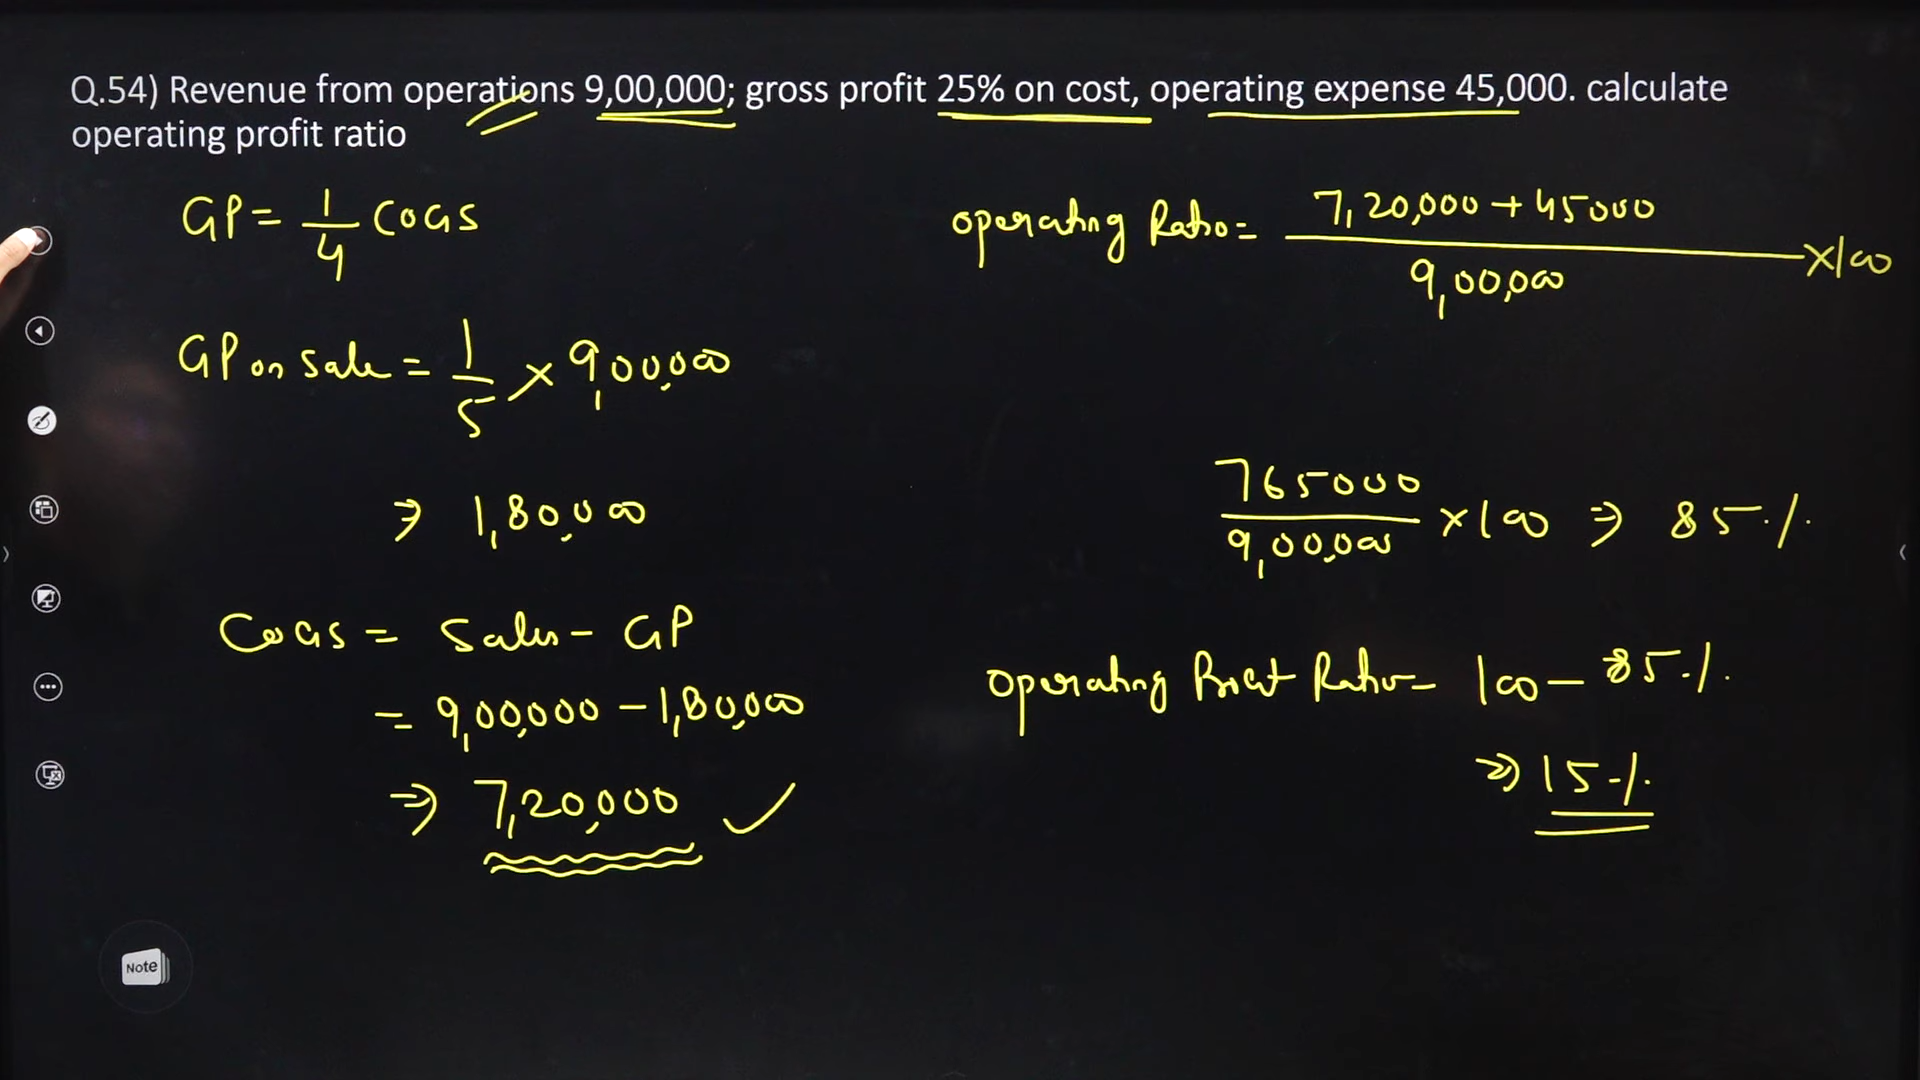 Q.54) Revenue from operations 9,00,000; gross profit 25% on cost, operating expense 45,000. calculate
operating profit ratio
GP = 1/4 COGS
GP on Sale = 1/5 × 9,00,000
⇒ 1,80,000
COGS = Sales - GP
= 9,00,000 - 1,80,000
⇒ 7,20,000 ✓
operating Ratio = 7,20,000 + 45000 / 9,00,000 × 100
765000 / 9,00,000 × 100 ⇒ 85%
operating Profit Ratio = 100 - 85%
⇒ 15%
Note